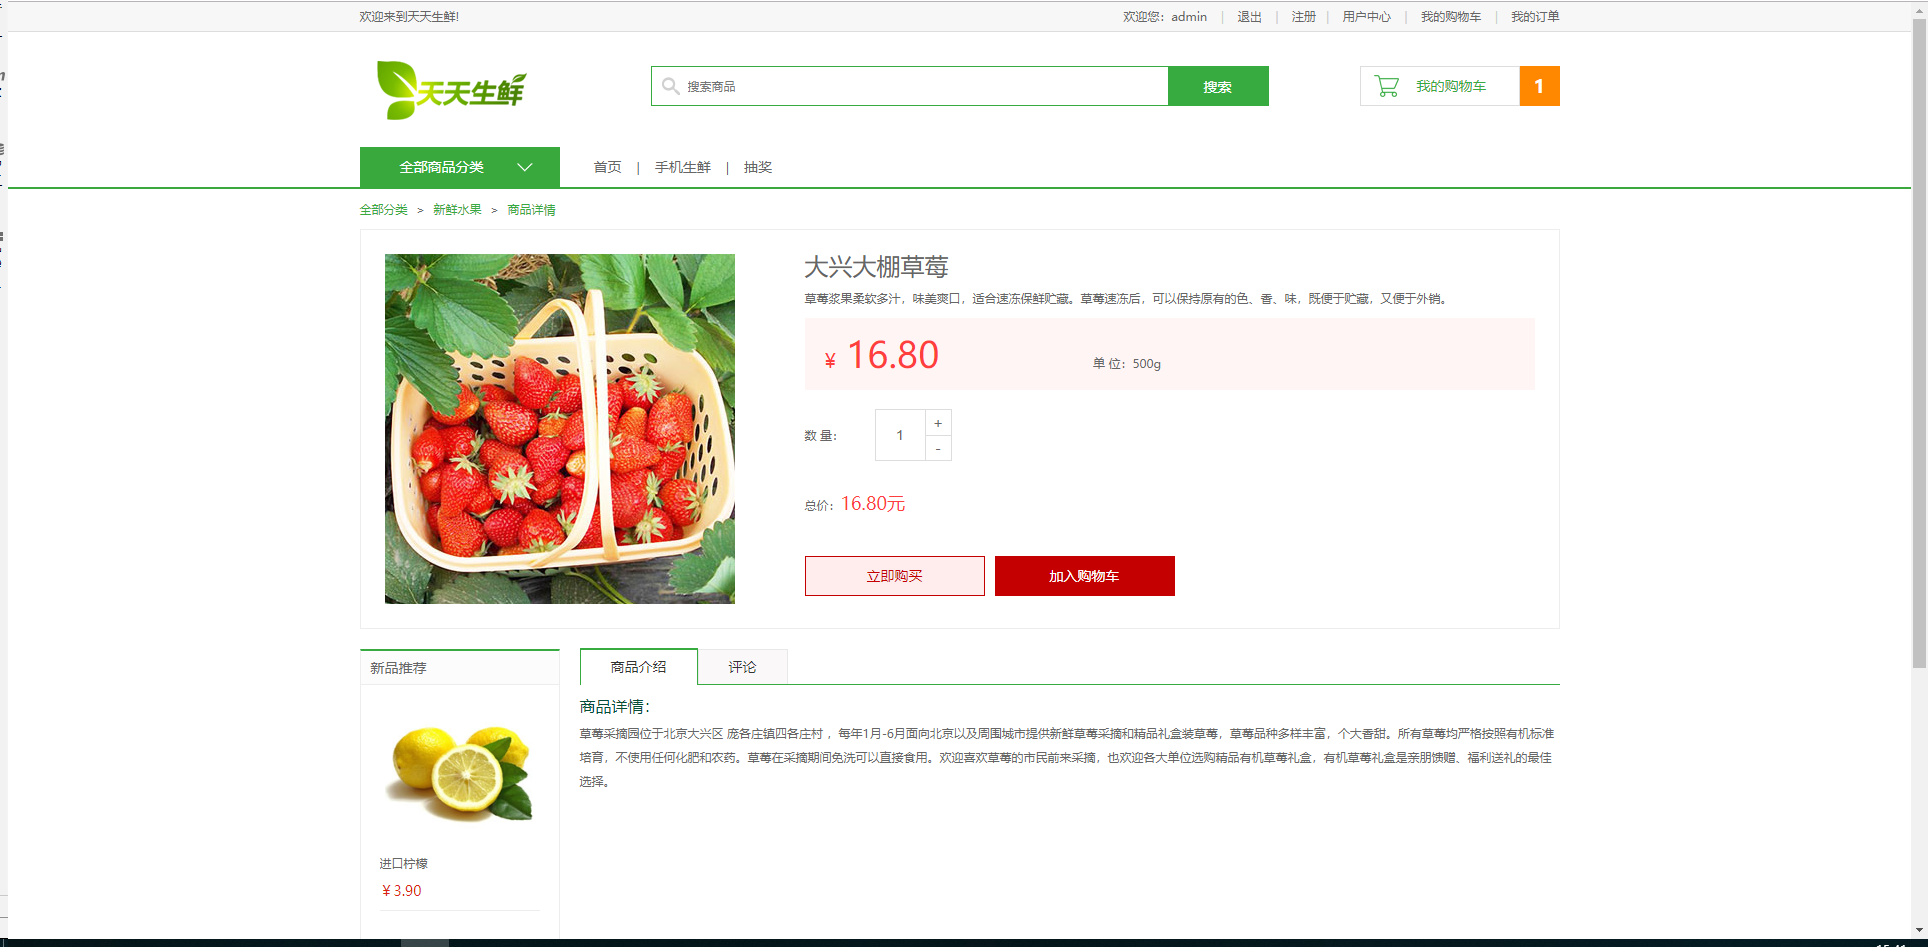 欢迎来到天天生鲜!
欢迎您：admin | 退出 | 注册 | 用户中心 | 我的购物车 | 我的订单
天天生鲜
搜索商品
搜索
我的购物车
1
全部商品分类
首页 | 手机生鲜 | 抽奖
全部分类 > 新鲜水果 > 商品详情
大兴大棚草莓
草莓浆果柔软多汁，味美爽口，适合速冻保鲜贮藏。草莓速冻后，可以保持原有的色、香、味，既便于贮藏，又便于外销。
¥ 16.80
单 位：500g
数 量：
1
+
-
总价：16.80元
立即购买
加入购物车
新品推荐
进口柠檬
¥ 3.90
商品介绍
评论
商品详情：
草莓采摘园位于北京大兴区 庞各庄镇四各庄村 ，每年1月-6月面向北京以及周围城市提供新鲜草莓采摘和精品礼盒装草莓，草莓品种多样丰富，个大香甜。所有草莓均严格按照有机标准
培育，不使用任何化肥和农药。草莓在采摘期间免洗可以直接食用。欢迎喜欢草莓的市民前来采摘，也欢迎各大单位选购精品有机草莓礼盒，有机草莓礼盒是亲朋馈赠、福利送礼的最佳
选择。